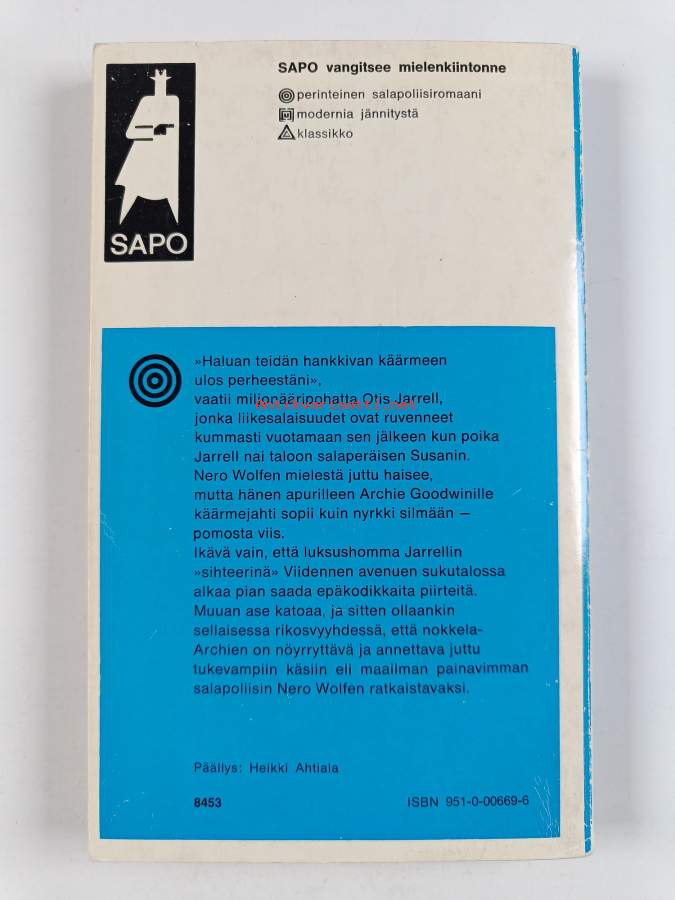 SAPO vangitsee mielenkiintonne
perinteinen salapoliisiromaani
[M] modernia jännitystä
klassikko
SAPO
»Haluan teidän hankkivan käärmeen
ulos perheestäni»,
vaatii miljonääripohatta Otis Jarrell,
antikvariaatti.net
jonka liikesalaisuudet ovat ruvenneet
kummasti vuotamaan sen jälkeen kun poika
Jarrell nai taloon salaperäisen Susanin.
Nero Wolfen mielestä juttu haisee,
mutta hänen apurilleen Archie Goodwinille
käärmejahti sopii kuin nyrkki silmään –
pomosta viis.
Ikävä vain, että luksushomma Jarrellin
»sihteerinä» Viidennen avenuen sukutalossa
alkaa pian saada epäkodikkaita piirteitä.
Muuan ase katoaa, ja sitten ollaankin
sellaisessa rikosvyyhdessä, että nokkela-
Archien on nöyrryttävä ja annettava juttu
tukevampiin käsiin eli maailman painavimman
salapoliisin Nero Wolfen ratkaistavaksi.
Päällys: Heikki Ahtiala
8453 ISBN 951-0-00669-6